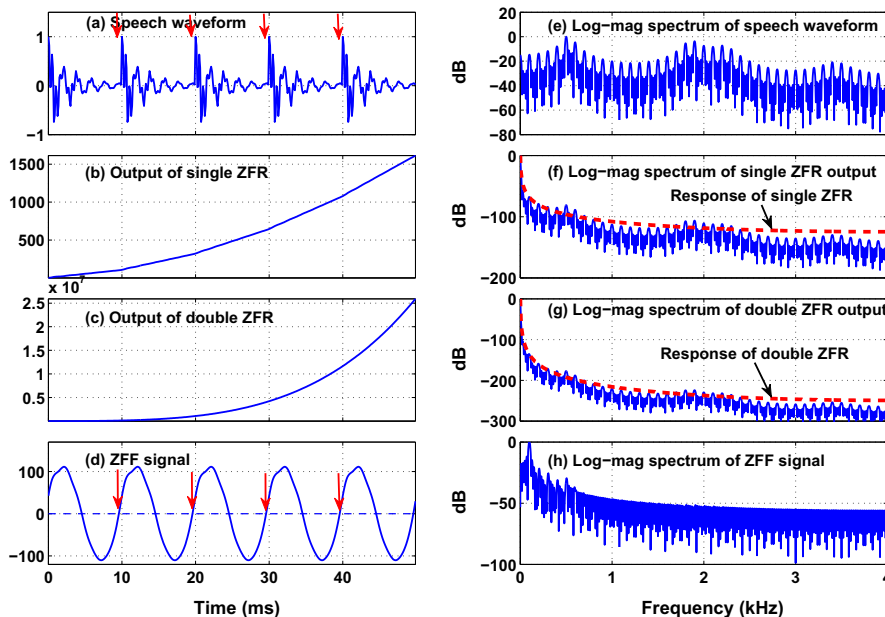 (a) Speech waveform
1
0
−1
(b) Output of single ZFR
1500
1000
500
x 10^7
(c) Output of double ZFR
2.5
2
1.5
1
0.5
(d) ZFF signal
100
0
−100
0 10 20 30 40
Time (ms)
(e) Log−mag spectrum of speech waveform
20
0
−20
−40
−60
−80
dB
(f) Log−mag spectrum of single ZFR output
Response of single ZFR
0
−100
−200
dB
(g) Log−mag spectrum of double ZFR output
Response of double ZFR
0
−100
−200
−300
dB
(h) Log−mag spectrum of ZFF signal
0
−50
−100
dB
0 1 2 3 4
Frequency (kHz)